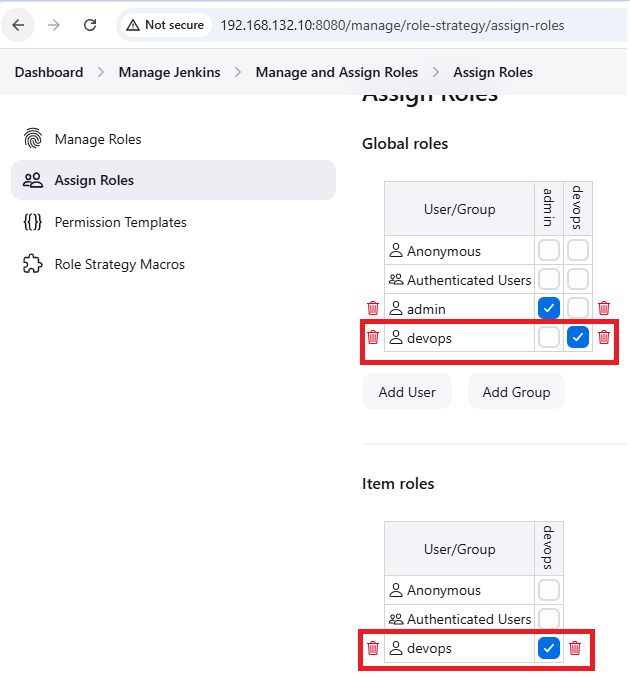 Not secure 192.168.132.10:8080/manage/role-strategy/assign-roles
Dashboard > Manage Jenkins > Manage and Assign Roles > Assign Roles
Assign Roles
Manage Roles
Assign Roles
Permission Templates
Role Strategy Macros
Global roles
User/Group admin devops
Anonymous
Authenticated Users
admin
devops
Add User Add Group
Item roles
User/Group devops
Anonymous
Authenticated Users
devops